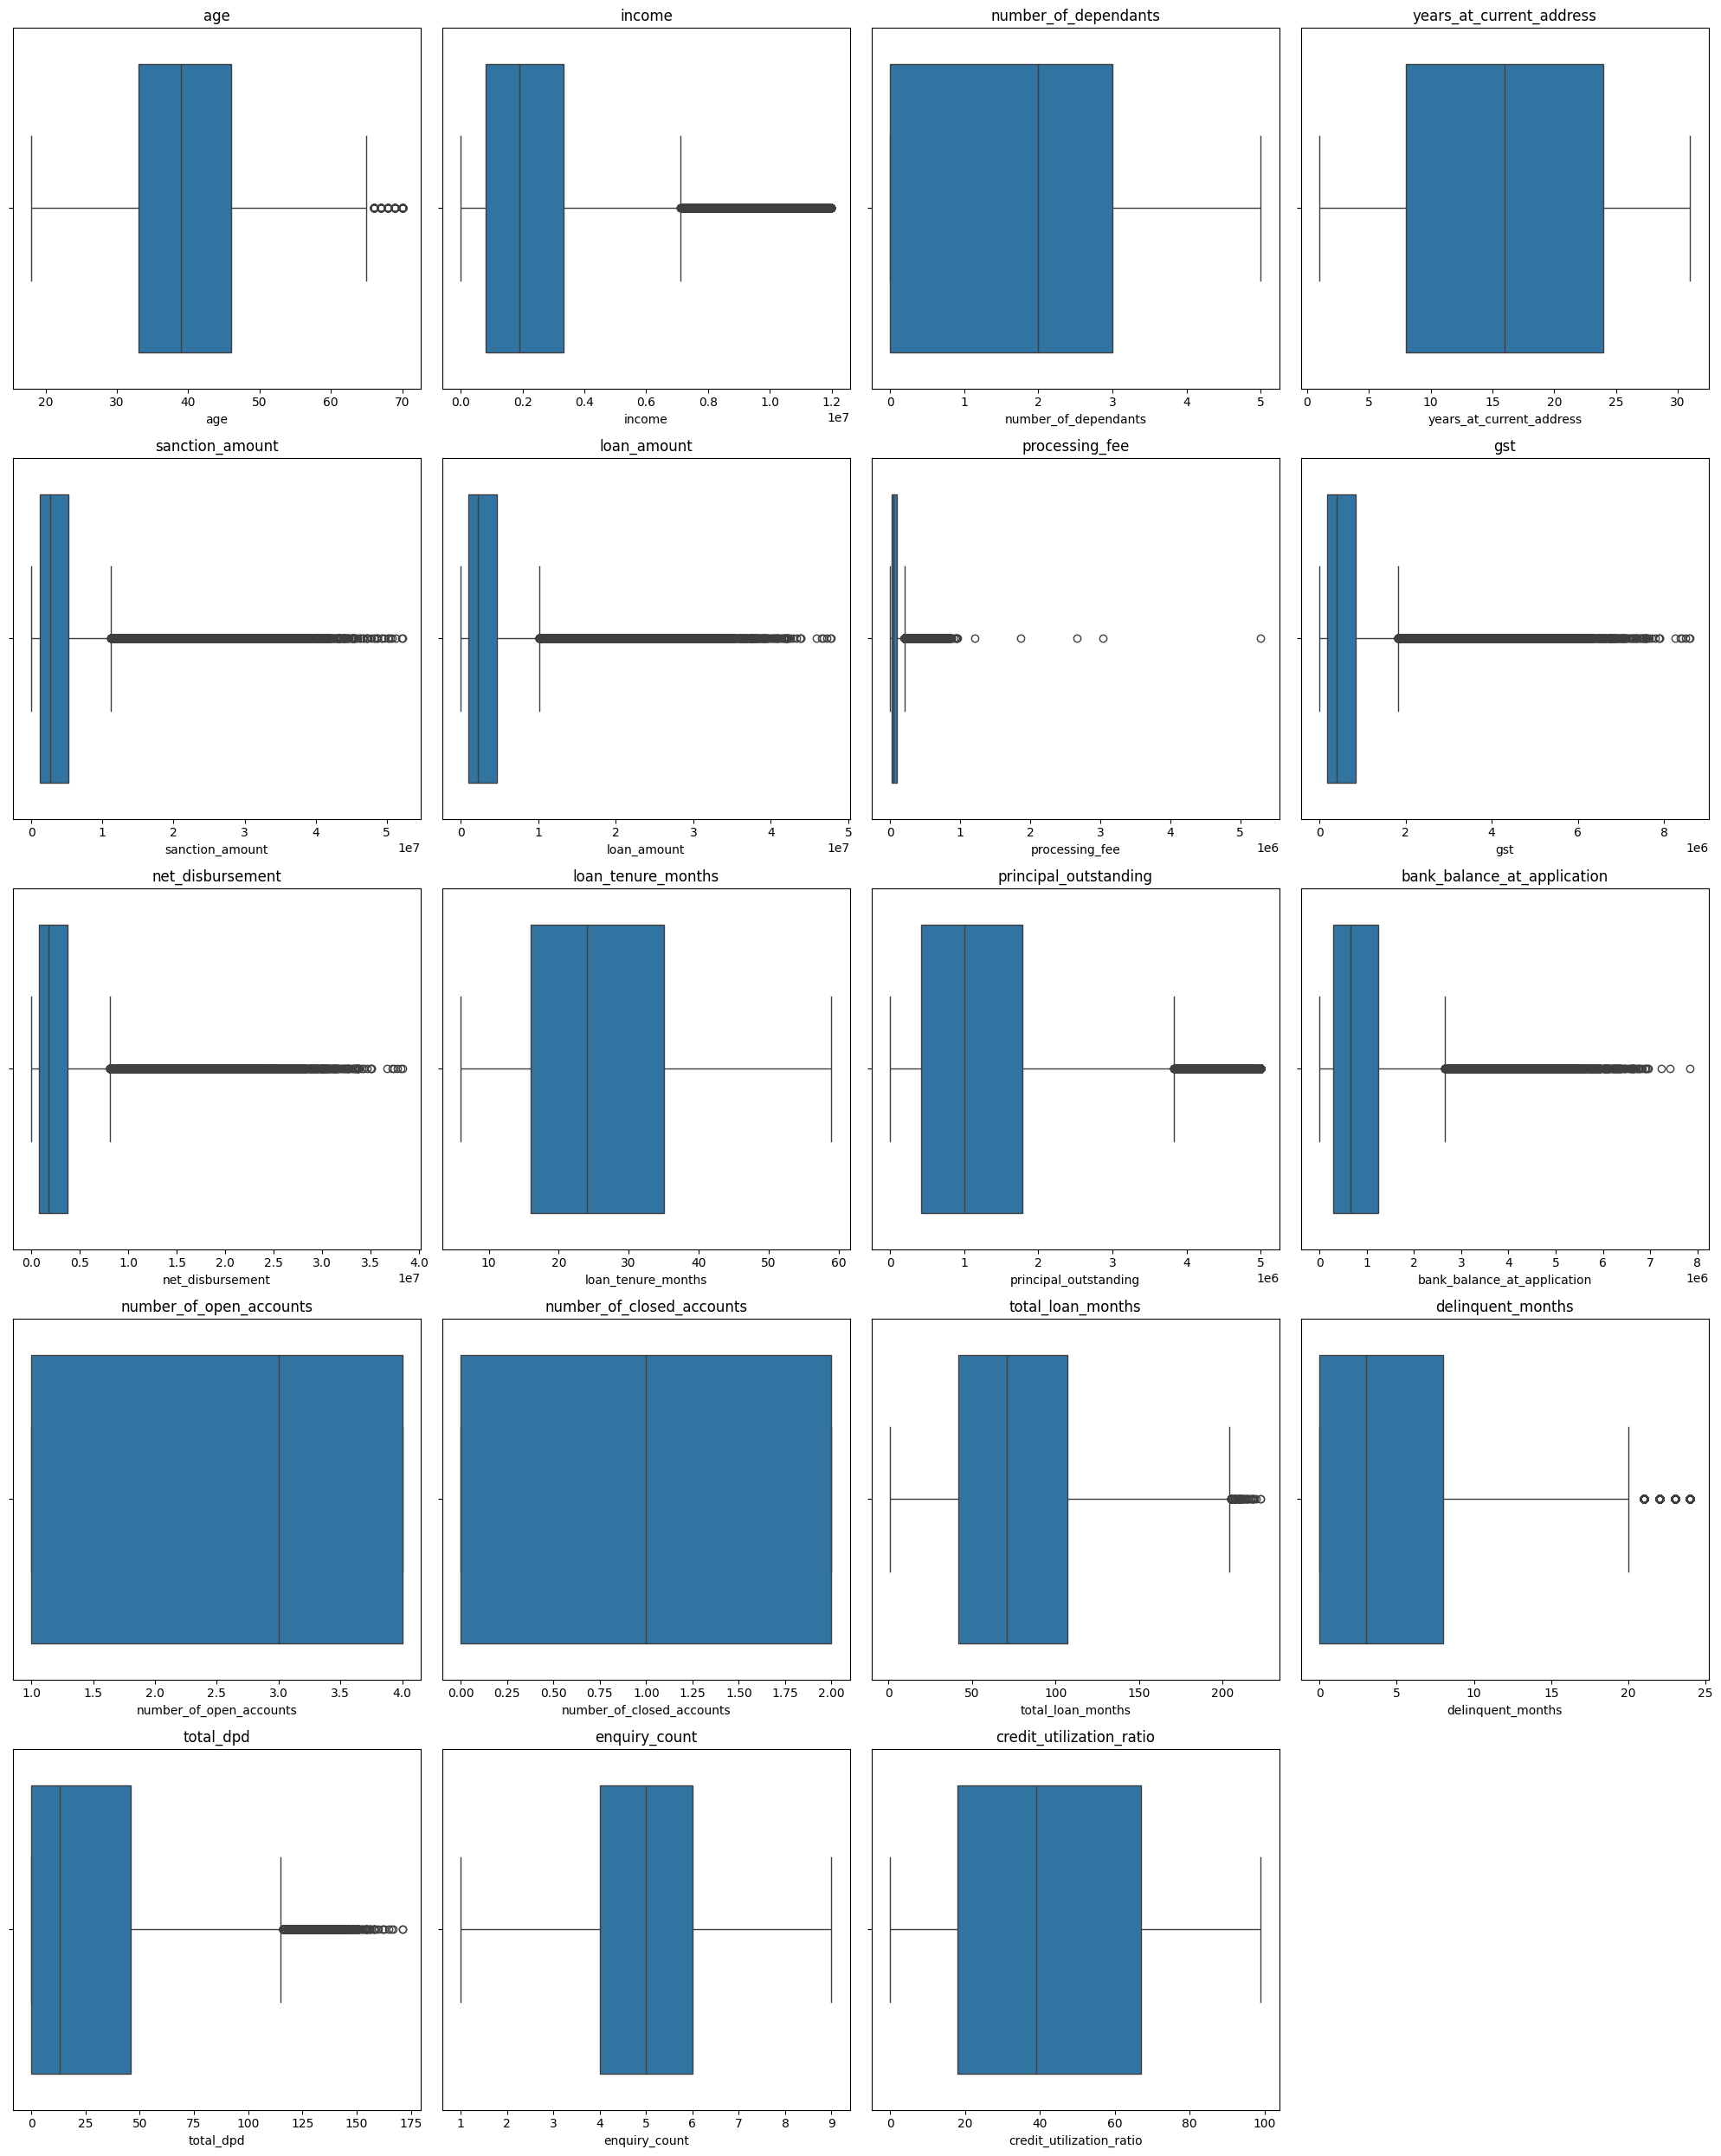 age
income
number_of_dependants
years_at_current_address
20 30 40 50 60 70
0.0 0.2 0.4 0.6 0.8 1.0 1.2
0 1 2 3 4 5
0 5 10 15 20 25 30
1e7
age
income
number_of_dependants
years_at_current_address
sanction_amount
loan_amount
processing_fee
gst
0 1 2 3 4 5
0 1 2 3 4 5
0 1 2 3 4 5
0 2 4 6 8
1e7
1e7
1e6
1e6
sanction_amount
loan_amount
processing_fee
gst
net_disbursement
loan_tenure_months
principal_outstanding
bank_balance_at_application
0.0 0.5 1.0 1.5 2.0 2.5 3.0 3.5 4.0
10 20 30 40 50 60
0 1 2 3 4 5
0 1 2 3 4 5 6 7 8
1e7
1e6
1e6
net_disbursement
loan_tenure_months
principal_outstanding
bank_balance_at_application
number_of_open_accounts
number_of_closed_accounts
total_loan_months
delinquent_months
1.0 1.5 2.0 2.5 3.0 3.5 4.0
0.00 0.25 0.50 0.75 1.00 1.25 1.50 1.75 2.00
0 50 100 150 200
0 5 10 15 20 25
number_of_open_accounts
number_of_closed_accounts
total_loan_months
delinquent_months
total_dpd
enquiry_count
credit_utilization_ratio
0 25 50 75 100 125 150 175
1 2 3 4 5 6 7 8 9
0 20 40 60 80 100
total_dpd
enquiry_count
credit_utilization_ratio